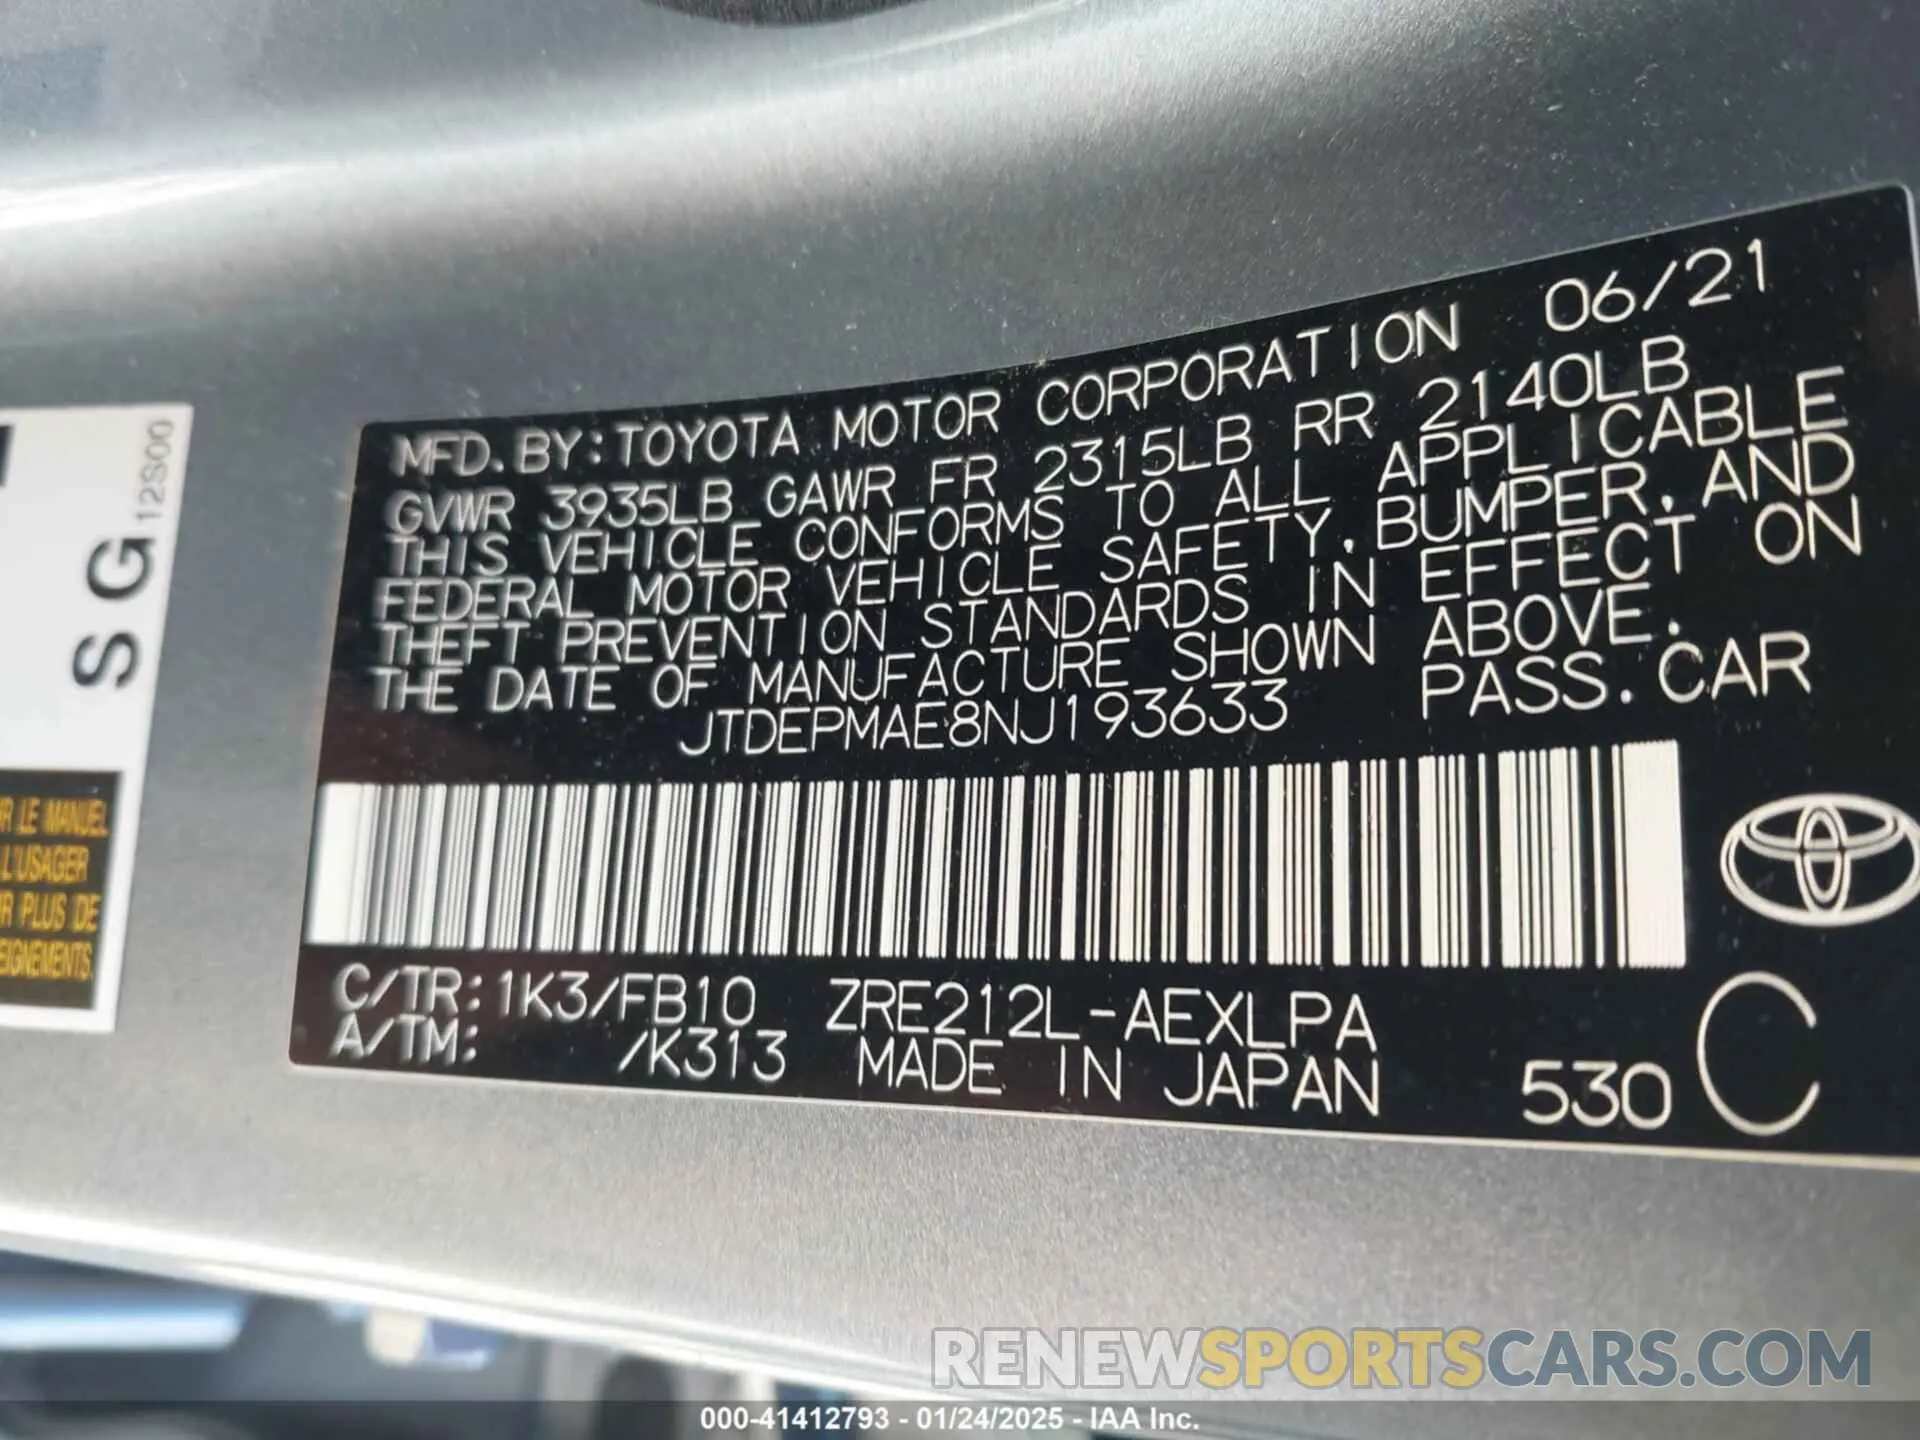 MFD. BY: TOYOTA MOTOR CORPORATION 06/21
GVWR 3935LB GAWR FR 2315LB RR 2140LB
THIS VEHICLE CONFORMS TO ALL APPLICABLE
FEDERAL MOTOR VEHICLE SAFETY, BUMPER, AND
THEFT PREVENTION STANDARDS IN EFFECT ON
THE DATE OF MANUFACTURE SHOWN ABOVE.
JTDEPMAE8NJ193633 PASS. CAR
C/TR: 1K3/FB10 ZRE212L-AEXLPA
A/TM: /K313 MADE IN JAPAN 530 C
S G 12S00
LE MANUEL
L'USAGER
PLUS DE
RENEWSPORTSCARS.COM
000-41412793 - 01/24/2025 - IAA Inc.